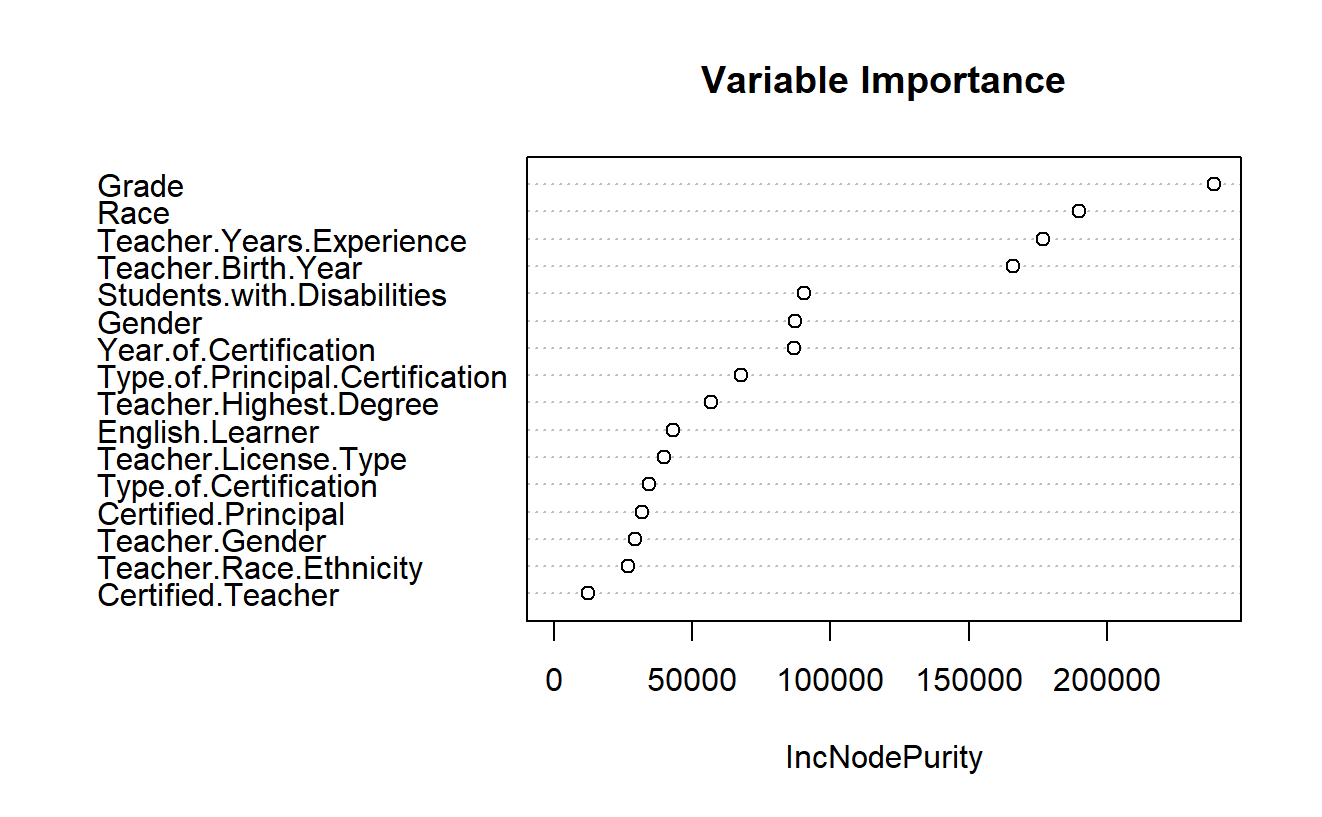 Variable Importance
Grade
Race
Teacher.Years.Experience
Teacher.Birth.Year
Students.with.Disabilities
Gender
Year.of.Certification
Type.of.Principal.Certification
Teacher.Highest.Degree
English.Learner
Teacher.License.Type
Type.of.Certification
Certified.Principal
Teacher.Gender
Teacher.Race.Ethnicity
Certified.Teacher
0 50000 100000 150000 200000
IncNodePurity